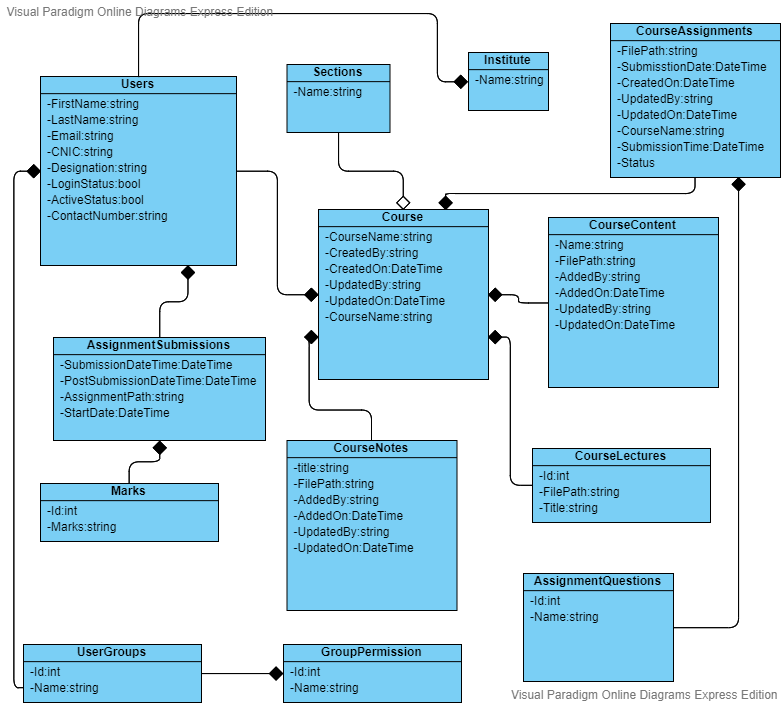 Visual Paradigm Online Diagrams Express Edition
Users
-FirstName:string
-LastName:string
-Email:string
-CNIC:string
-Designation:string
-LoginStatus:bool
-ActiveStatus:bool
-ContactNumber:string
Sections
-Name:string
Institute
-Name:string
CourseAssignments
-FilePath:string
-SubmisstionDate:DateTime
-CreatedOn:DateTime
-UpdatedBy:string
-UpdatedOn:DateTime
-CourseName:string
-SubmissionTime:DateTime
-Status
Course
-CourseName:string
-CreatedBy:string
-CreatedOn:DateTime
-UpdatedBy:string
-UpdatedOn:DateTime
-CourseName:string
CourseContent
-Name:string
-FilePath:string
-AddedBy:string
-AddedOn:DateTime
-UpdatedBy:string
-UpdatedOn:DateTime
AssignmentSubmissions
-SubmissionDateTime:DateTime
-PostSubmissionDateTime:DateTime
-AssignmentPath:string
-StartDate:DateTime
CourseNotes
-title:string
-FilePath:string
-AddedBy:string
-AddedOn:DateTime
-UpdatedBy:string
-UpdatedOn:DateTime
CourseLectures
-Id:int
-FilePath:string
-Title:string
Marks
-Id:int
-Marks:string
AssignmentQuestions
-Id:int
-Name:string
UserGroups
-Id:int
-Name:string
GroupPermission
-Id:int
-Name:string
Visual Paradigm Online Diagrams Express Edition